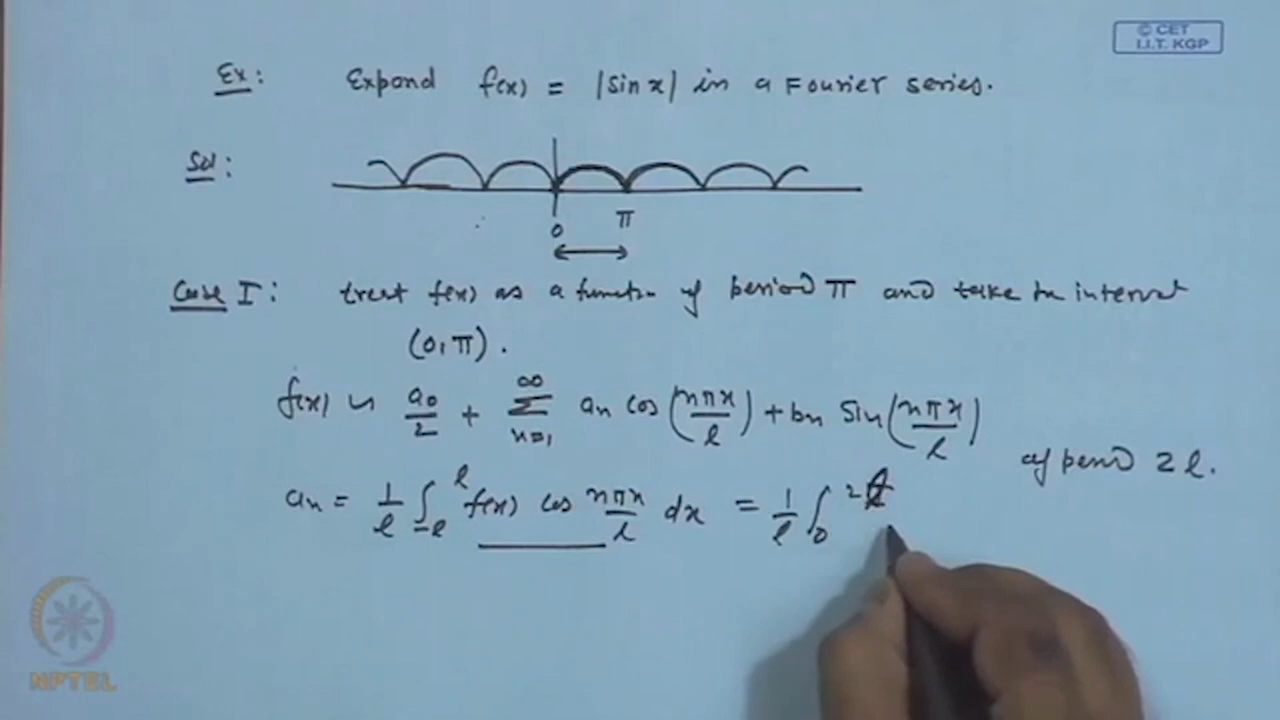 © CET
I.I.T. KGP
Ex: Expand f(x) = |sin x| in a Fourier series.
Sol:
0 π
Case I: treat f(x) as a function of period π and take the interval
(0, π).
f(x) ~ a0/2 + ∞∑n=1 an cos(nπx/l) + bn sin(nπx/l)
of period 2l.
an = 1/l ∫-l^l f(x) cos nπx/l dx = 1/l ∫0^2l
NPTEL